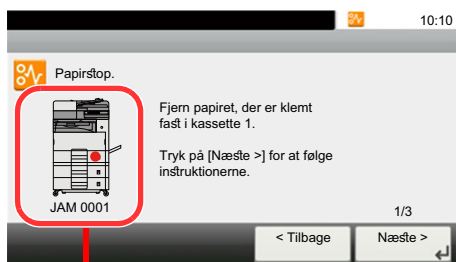 10:10
Papirstop.
Fjern papiret, der er klemt
fast i kassette 1.
Tryk på [Næste >] for at følge
instruktionerne.
JAM 0001
1/3
< Tilbage
Næste >